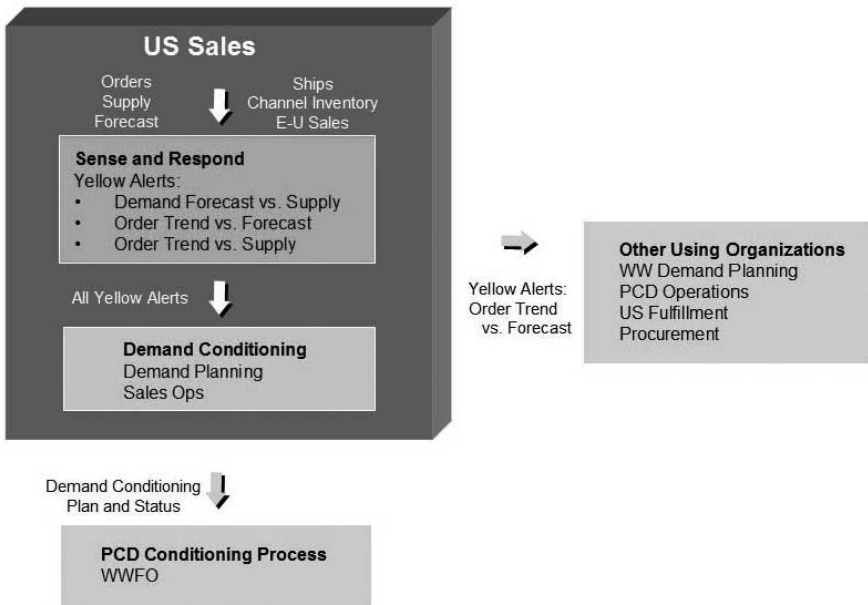 US Sales
Orders
Supply
Forecast
Ships
Channel Inventory
E-U Sales
Sense and Respond
Yellow Alerts:
• Demand Forecast vs. Supply
• Order Trend vs. Forecast
• Order Trend vs. Supply
All Yellow Alerts
Demand Conditioning
Demand Planning
Sales Ops
Yellow Alerts:
Order Trend
vs. Forecast
Other Using Organizations
WW Demand Planning
PCD Operations
US Fulfillment
Procurement
Demand Conditioning
Plan and Status
PCD Conditioning Process
WWFO